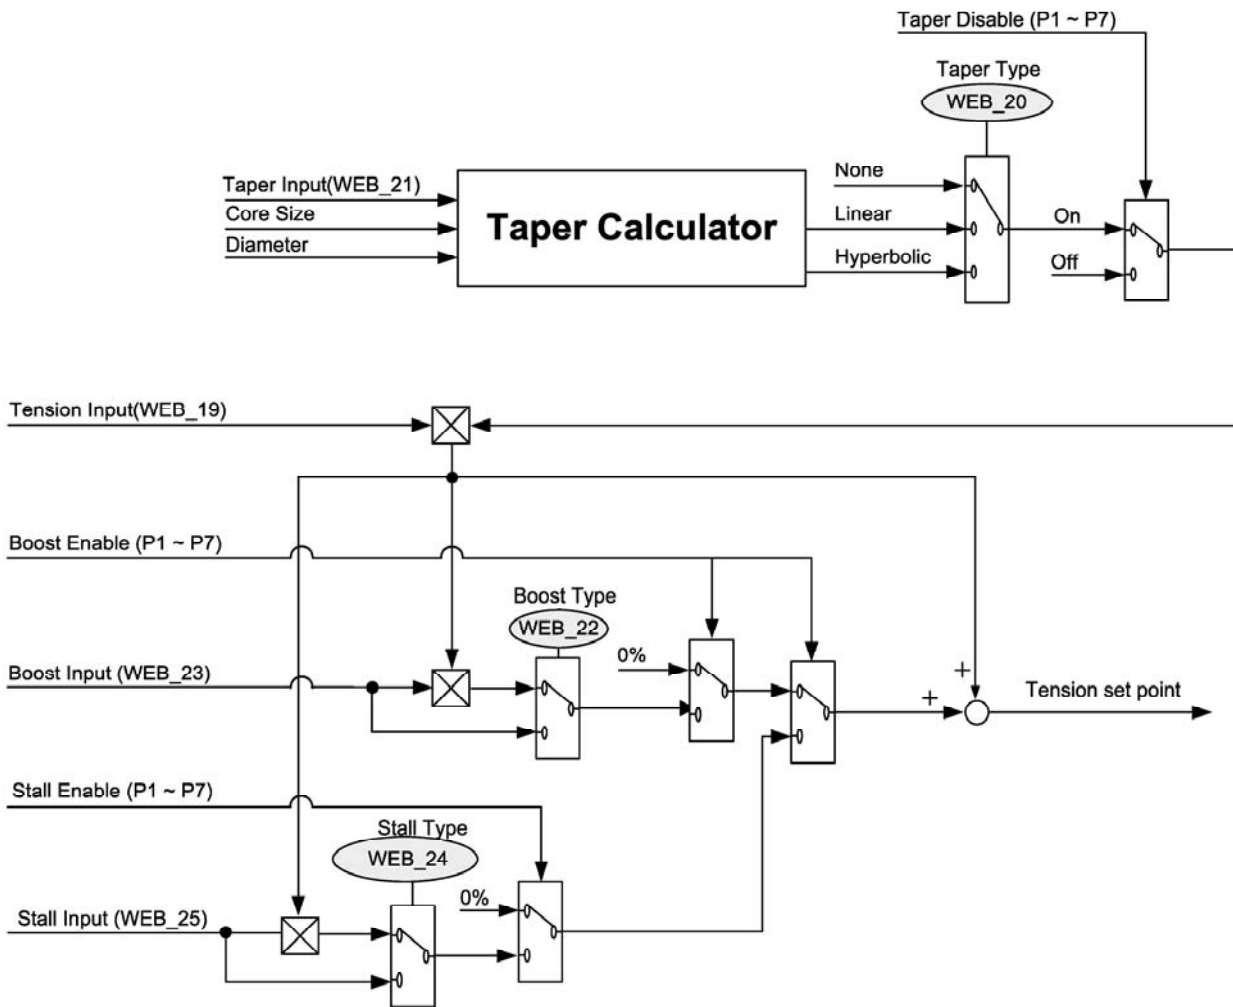 Taper Disable (P1 ~ P7)
Taper Type
WEB_20
Taper Input(WEB_21)
Core Size
Diameter
Taper Calculator
None
Linear
Hyperbolic
On
Off
Tension Input(WEB_19)
Boost Enable (P1 ~ P7)
Boost Type
WEB_22
Boost Input (WEB_23)
0%
+
+
Tension set point
Stall Enable (P1 ~ P7)
Stall Type
WEB_24
0%
Stall Input (WEB_25)